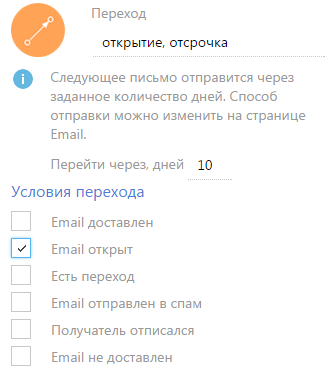 Переход
открытие, отсрочка
Следующее письмо отправится через
заданное количество дней. Способ
отправки можно изменить на странице
Email.
Перейти через, дней 10
Условия перехода
Email доставлен
Email открыт
Есть переход
Email отправлен в спам
Получатель отписался
Email не доставлен